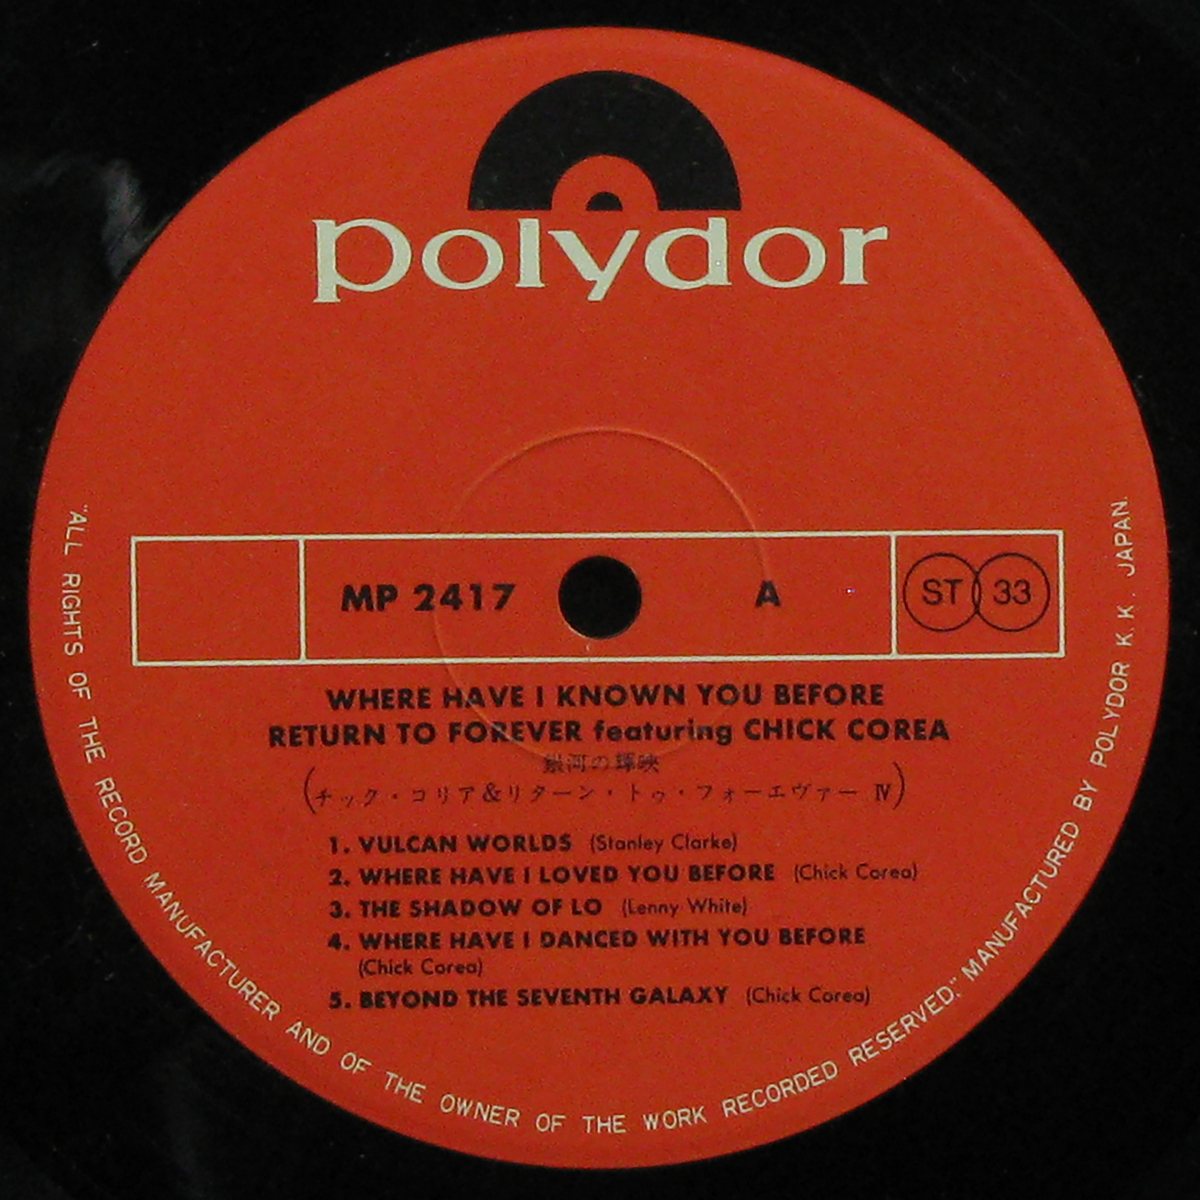 polydor
MP 2417
A
ST 33
WHERE HAVE I KNOWN YOU BEFORE
RETURN TO FOREVER featuring CHICK COREA
銀河の輝映
(チック・コリア&リターン・トゥ・フォーエヴァー Ⅳ)
1. VULCAN WORLDS (Stanley Clarke)
2. WHERE HAVE I LOVED YOU BEFORE (Chick Corea)
3. THE SHADOW OF LO (Lenny White)
4. WHERE HAVE I DANCED WITH YOU BEFORE
(Chick Corea)
5. BEYOND THE SEVENTH GALAXY (Chick Corea)
"ALL RIGHTS OF THE RECORD MANUFACTURER AND OF THE OWNER OF THE WORK RECORDED RESERVED." MANUFACTURED BY POLYDOR K.K. JAPAN.